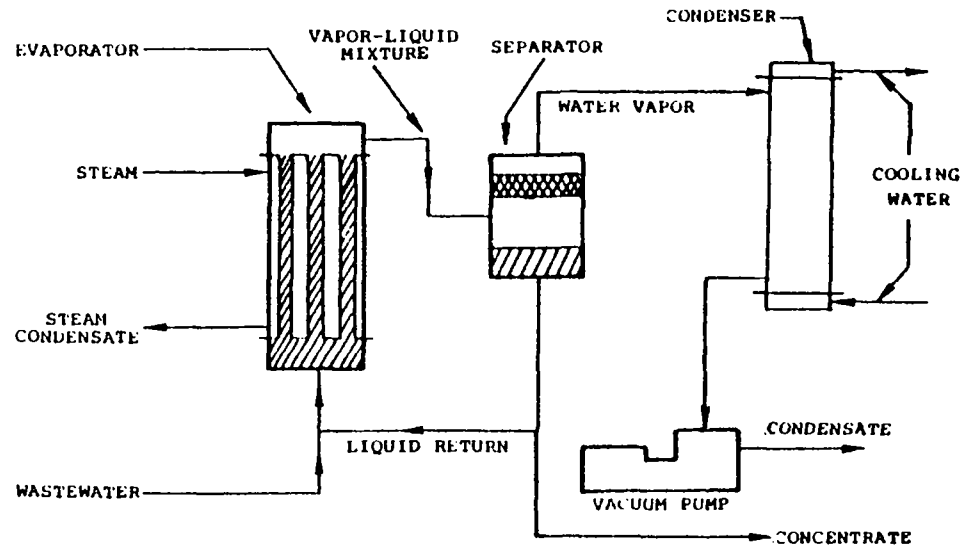 CONDENSER
EVAPORATOR
VAPOR-LIQUID
MIXTURE
SEPARATOR
WATER VAPOR
STEAM
COOLING
WATER
STEAM
CONDENSATE
LIQUID RETURN
CONDENSATE
WASTEWATER
VACUUM PUMP
CONCENTRATE